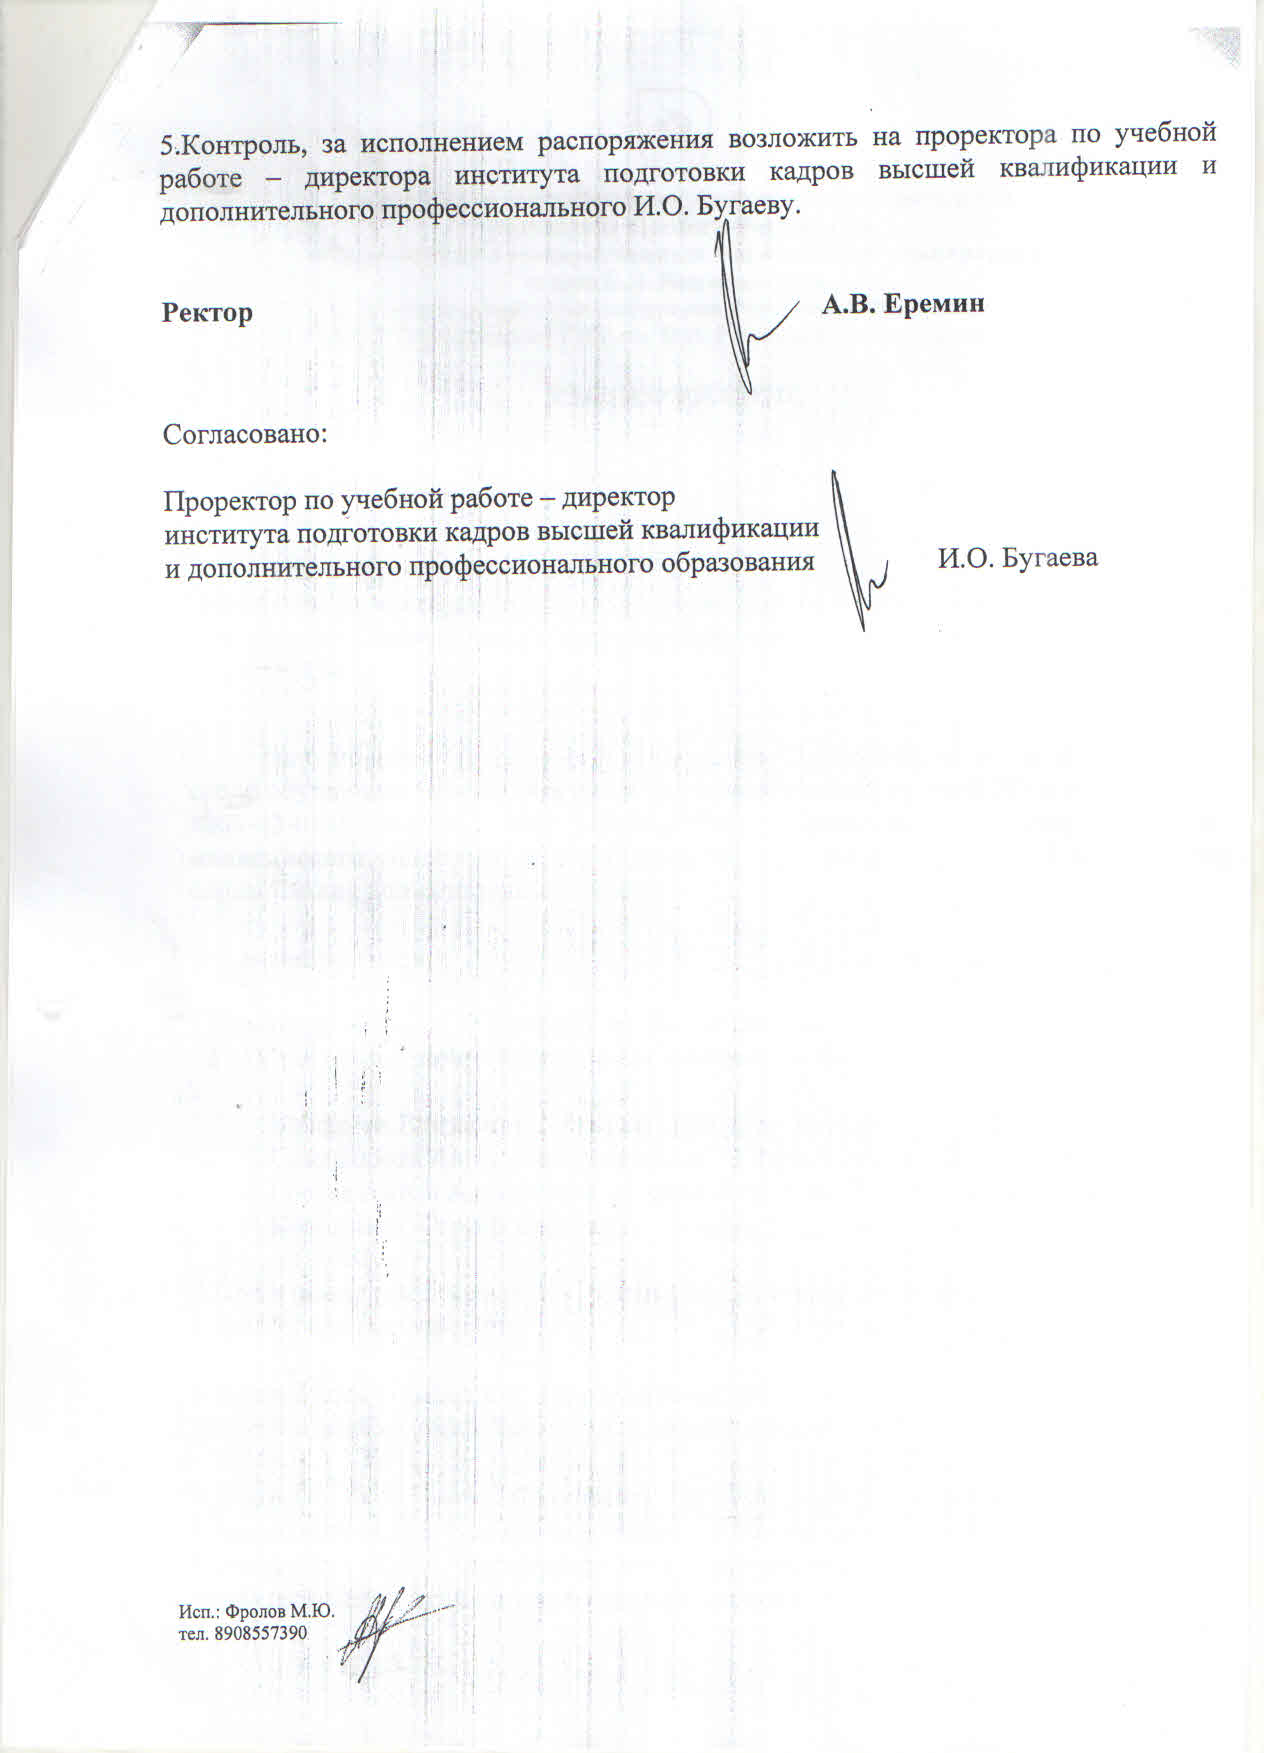 5.Контроль, за исполнением распоряжения возложить на проректора по учебной
работе – директора института подготовки кадров высшей квалификации и
дополнительного профессионального И.О. Бугаеву.
Ректор
А.В. Еремин
Согласовано:
Проректор по учебной работе – директор
института подготовки кадров высшей квалификации
и дополнительного профессионального образования
И.О. Бугаева
Исп.: Фролов М.Ю.
тел. 8908557390